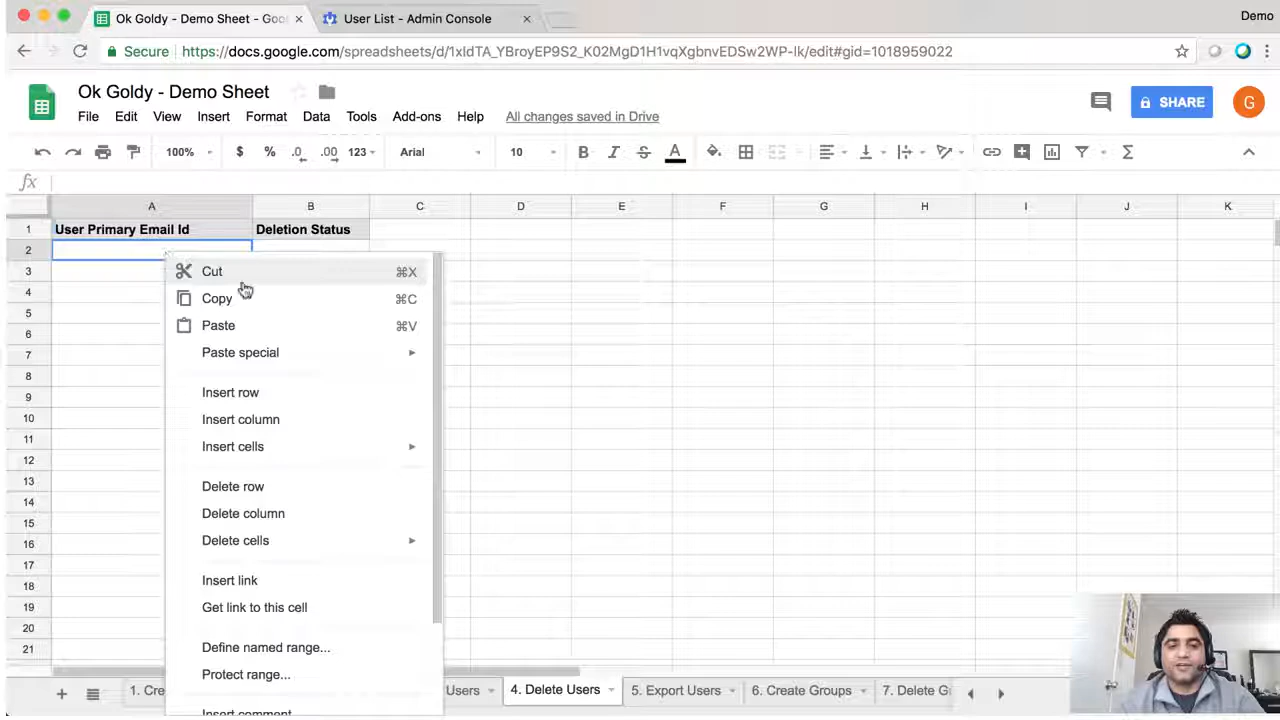 Ok Goldy - Demo Sheet - Goo
User List - Admin Console
Demo
Secure https://docs.google.com/spreadsheets/d/1xIdTA_YBroyEP9S2_K02MgD1H1vqXgbnvEDSw2WP-lk/edit#gid=1018959022
Ok Goldy - Demo Sheet
SHARE
G
File Edit View Insert Format Data Tools Add-ons Help All changes saved in Drive
100% $ % .0 .00 123 Arial 10 B I S A Σ
fx
A B C D E F G H I J K
1 User Primary Email Id Deletion Status
2
3
4
5
6
7
8
9
10
11
12
13
14
15
16
17
18
19
20
21
Cut ⌘X
Copy ⌘C
Paste ⌘V
Paste special
Insert row
Insert column
Insert cells
Delete row
Delete column
Delete cells
Insert link
Get link to this cell
Define named range...
Protect range...
Insert comment
1. Cre Users 4. Delete Users 5. Export Users 6. Create Groups 7. Delete G